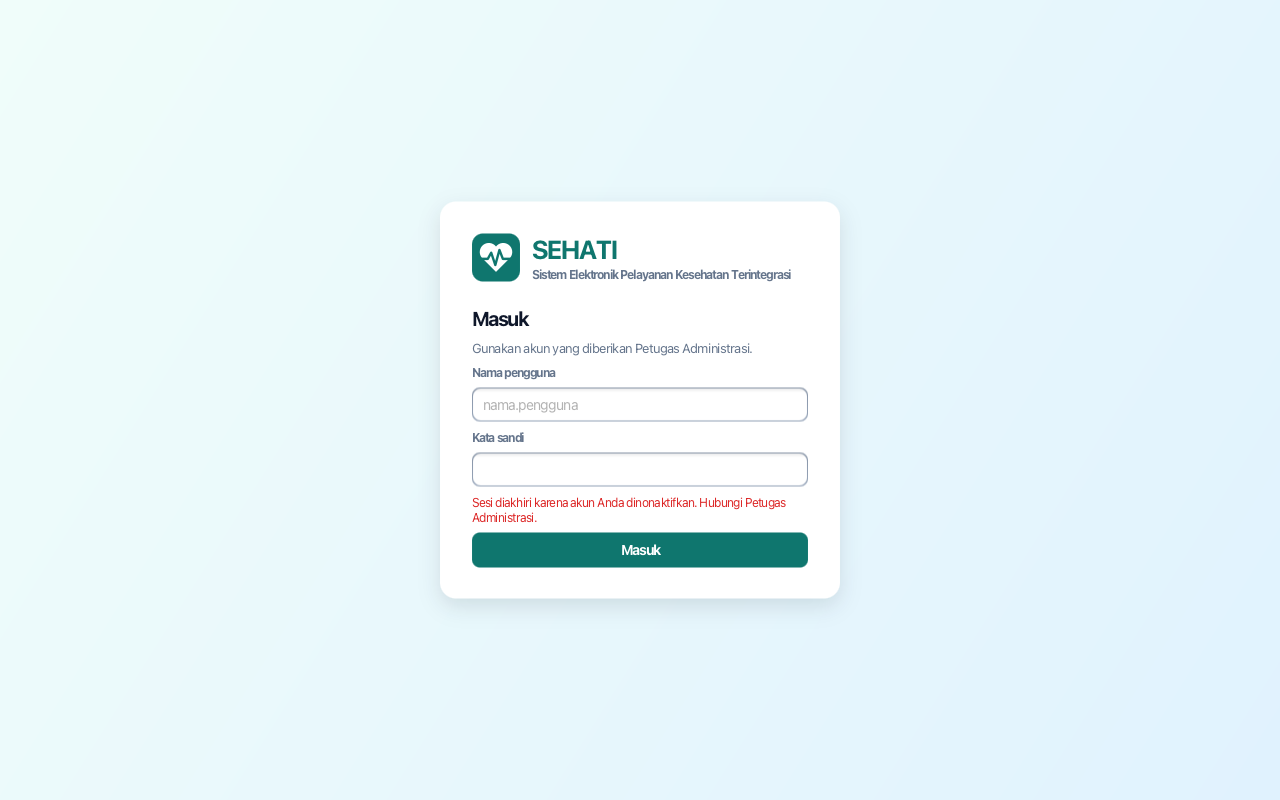 SEHATI
Sistem Elektronik Pelayanan Kesehatan Terintegrasi
Masuk
Gunakan akun yang diberikan Petugas Administrasi.
Nama pengguna
nama.pengguna
Kata sandi
Sesi diakhiri karena akun Anda dinonaktifkan. Hubungi Petugas
Administrasi.
Masuk